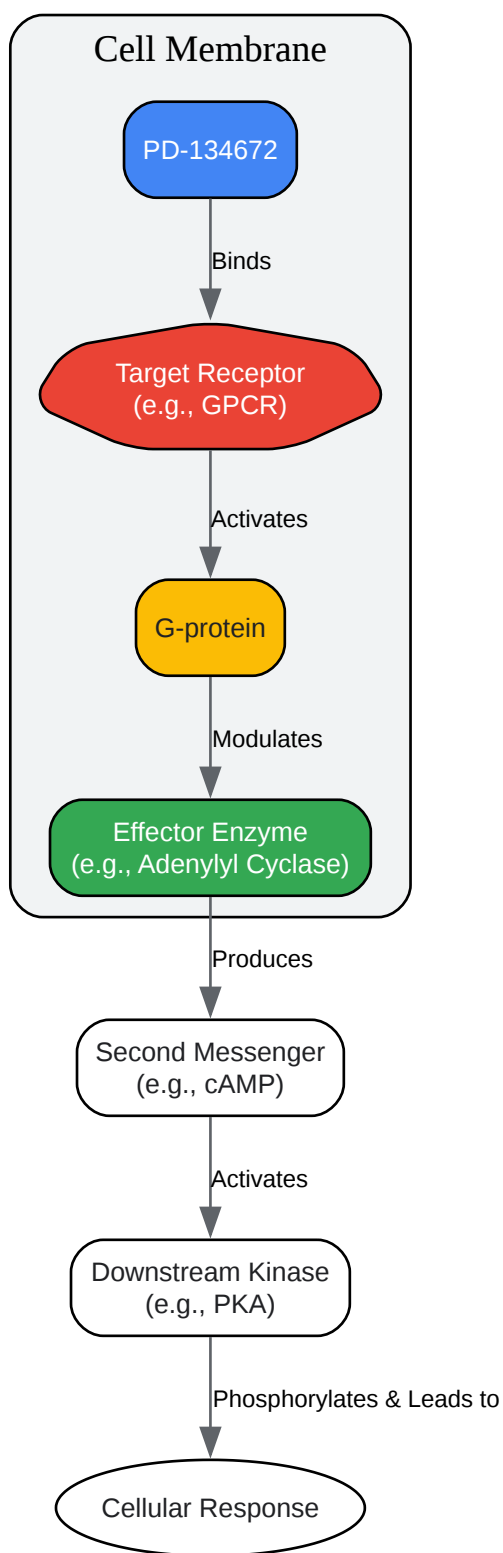 Cell Membrane
PD-134672
Binds
Target Receptor
(e.g., GPCR)
Activates
G-protein
Modulates
Effector Enzyme
(e.g., Adenylyl Cyclase)
Produces
Second Messenger
(e.g., cAMP)
Activates
Downstream Kinase
(e.g., PKA)
Phosphorylates & Leads to
Cellular Response